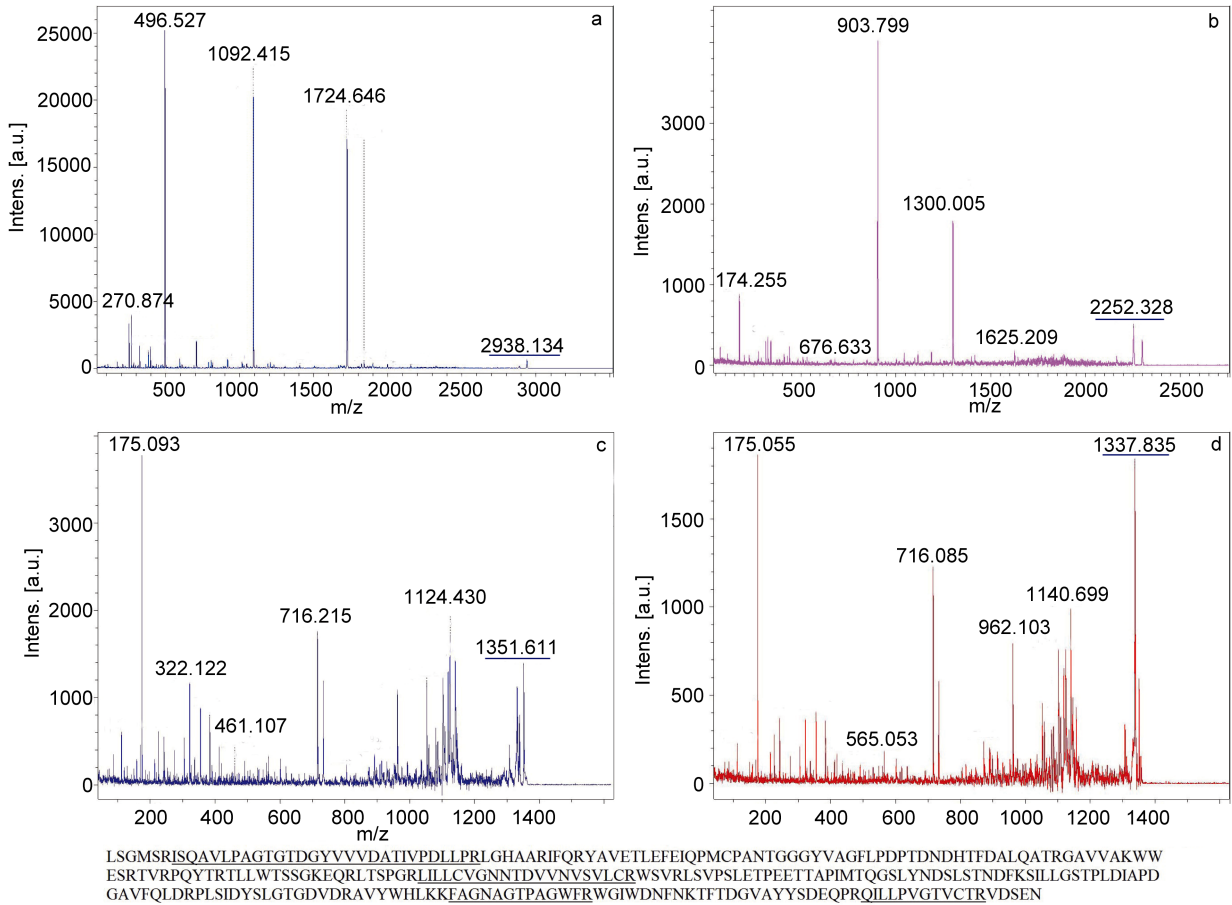 a
496.527
1092.415
1724.646
270.874
2938.134
Intens. [a.u.]
25000
20000
15000
10000
5000
0
500 1000 1500 2000 2500 3000
m/z
b
903.799
1300.005
174.255
676.633
1625.209
2252.328
Intens. [a.u.]
3000
2000
1000
0
500 1000 1500 2000 2500
m/z
c
175.093
322.122
461.107
716.215
1124.430
1351.611
Intens. [a.u.]
3000
2000
1000
0
200 400 600 800 1000 1200 1400
m/z
d
175.055
565.053
716.085
962.103
1140.699
1337.835
Intens. [a.u.]
1500
1000
500
0
200 400 600 800 1000 1200 1400
LSGMSRISQAVLPAGTGTDGYVVVDATIVPDLLPRLGHAARIFQRYAVETLEFEIQPMCPANTGGGYVAGFLPDPTDNDHTFDALQATRGAVVAKWW
ESRTVRPQYTRTLLWTSSGKEQRLTSPGRLILLCVGNNTDVVNVSVLCRWSVRLSVPSLETPEETTAPIMTQGSLYNDSLSTNDFKSILLGSTPLDIAPD
GAVFQLDRPLSIDYSLGTGDVDRAVYWHLKKFAGNAGTPAGWFRWGIWDNFNKTFTDGVAYYSDEQPRQILLPVGTVCTRVDSEN